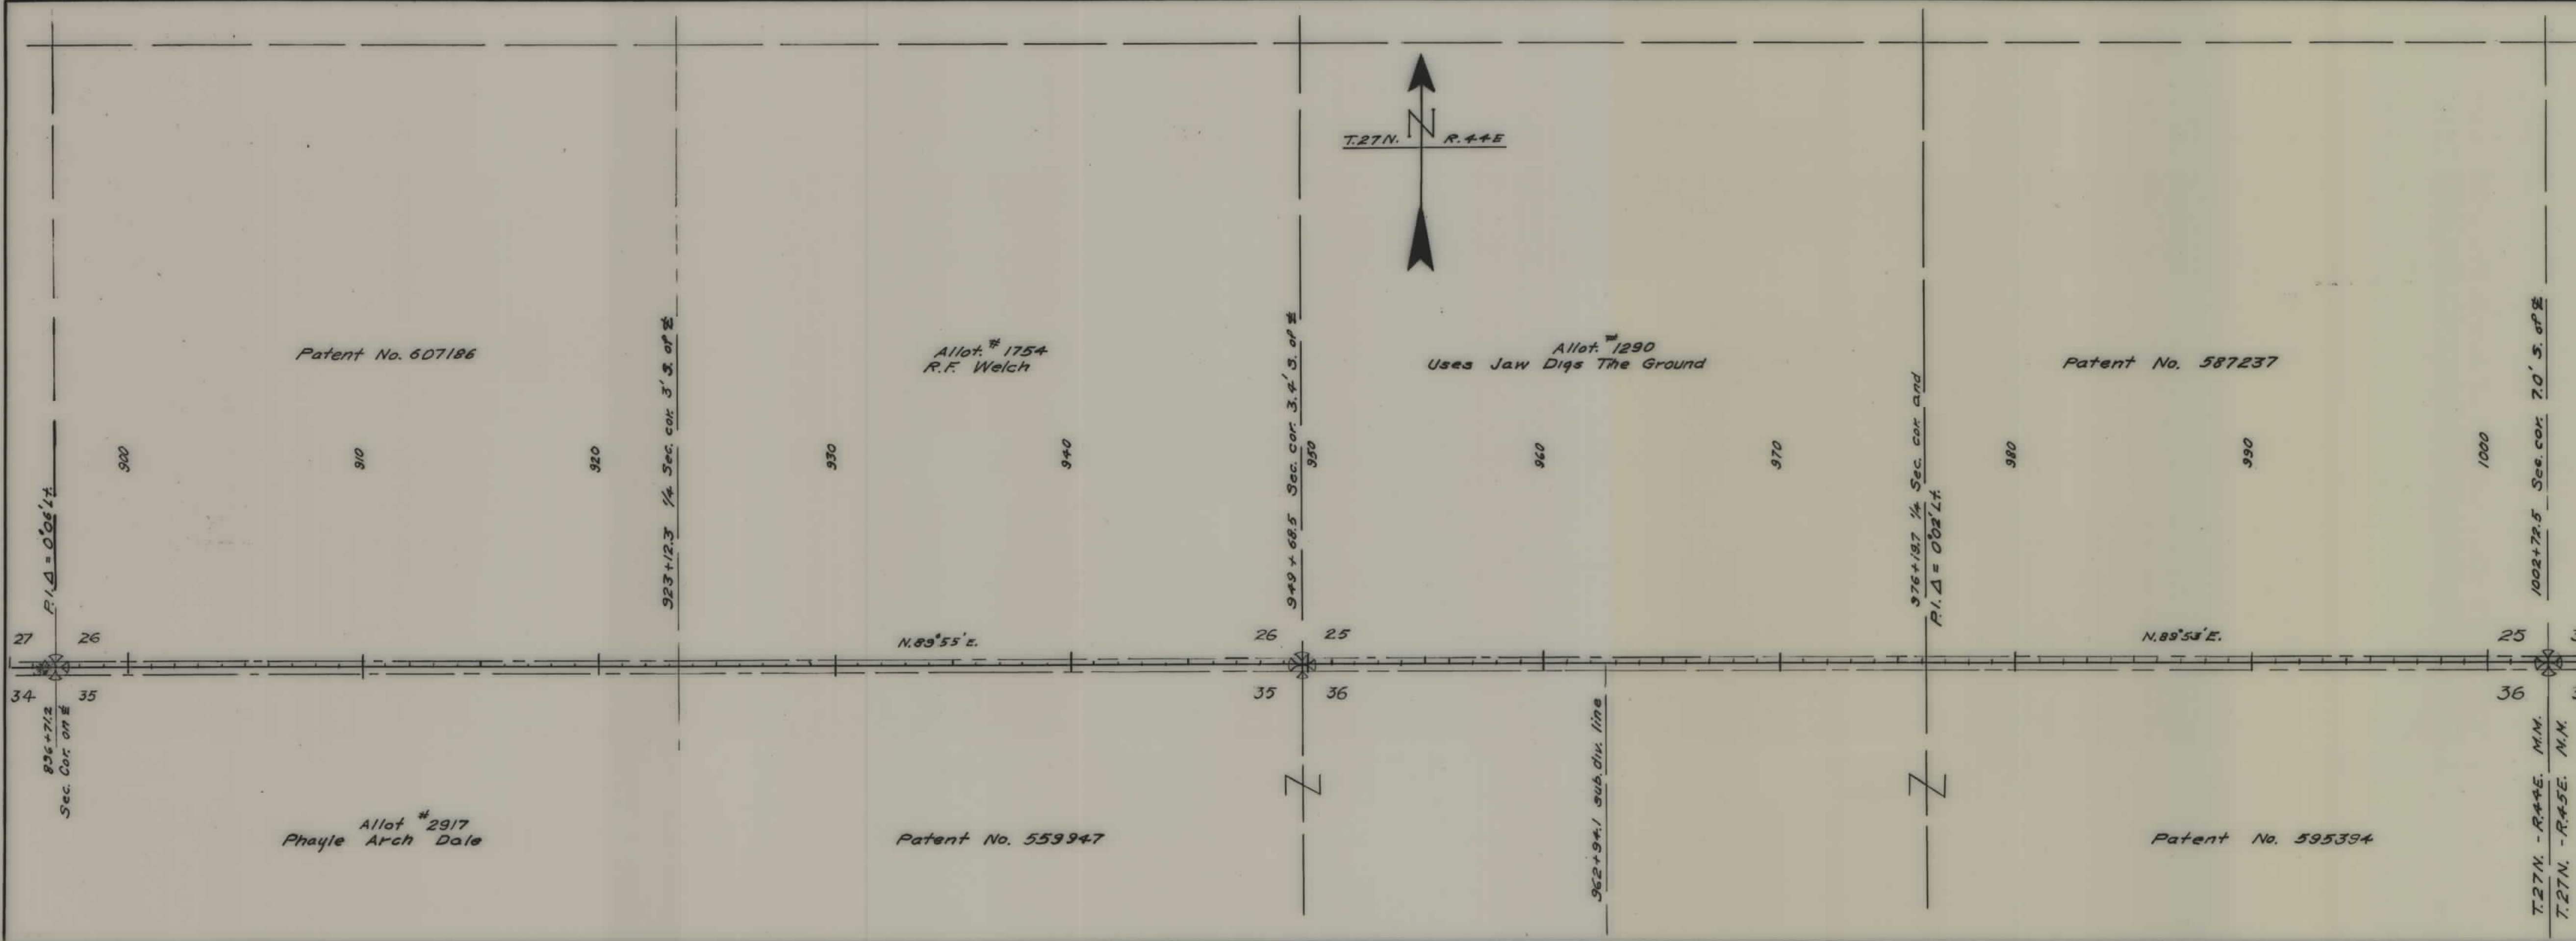 T.27N. N R.44E
Patent No. 607186
Allot. # 1754
R.F. Welch
Allot. # 1290
Uses Jaw Digs The Ground
Patent No. 587237
P.I. Δ = 0°06' Lt.
900
910
920
923+12.3 1/4 Sec. cor. 3' S. of ℄
930
940
949+68.5 Sec. cor. 3.4' S. of ℄
950
960
970
976+19.7 1/4 Sec. cor. and
P.I. Δ = 0°02' Lt.
980
990
1000
1002+72.5 Sec. cor. 7.0' S. of ℄
27 26
N.89°55'E.
26 25
N.89°53'E.
25
34 35
35 36
36
896+71.2
Sec. Cor. on ℄
962+94.1 sub. div. line
Allot # 2917
Phayle Arch Dale
Patent No. 559947
Patent No. 595394
T.27N. - R.44E. M.M.
T.27N. - R.45E. M.M.